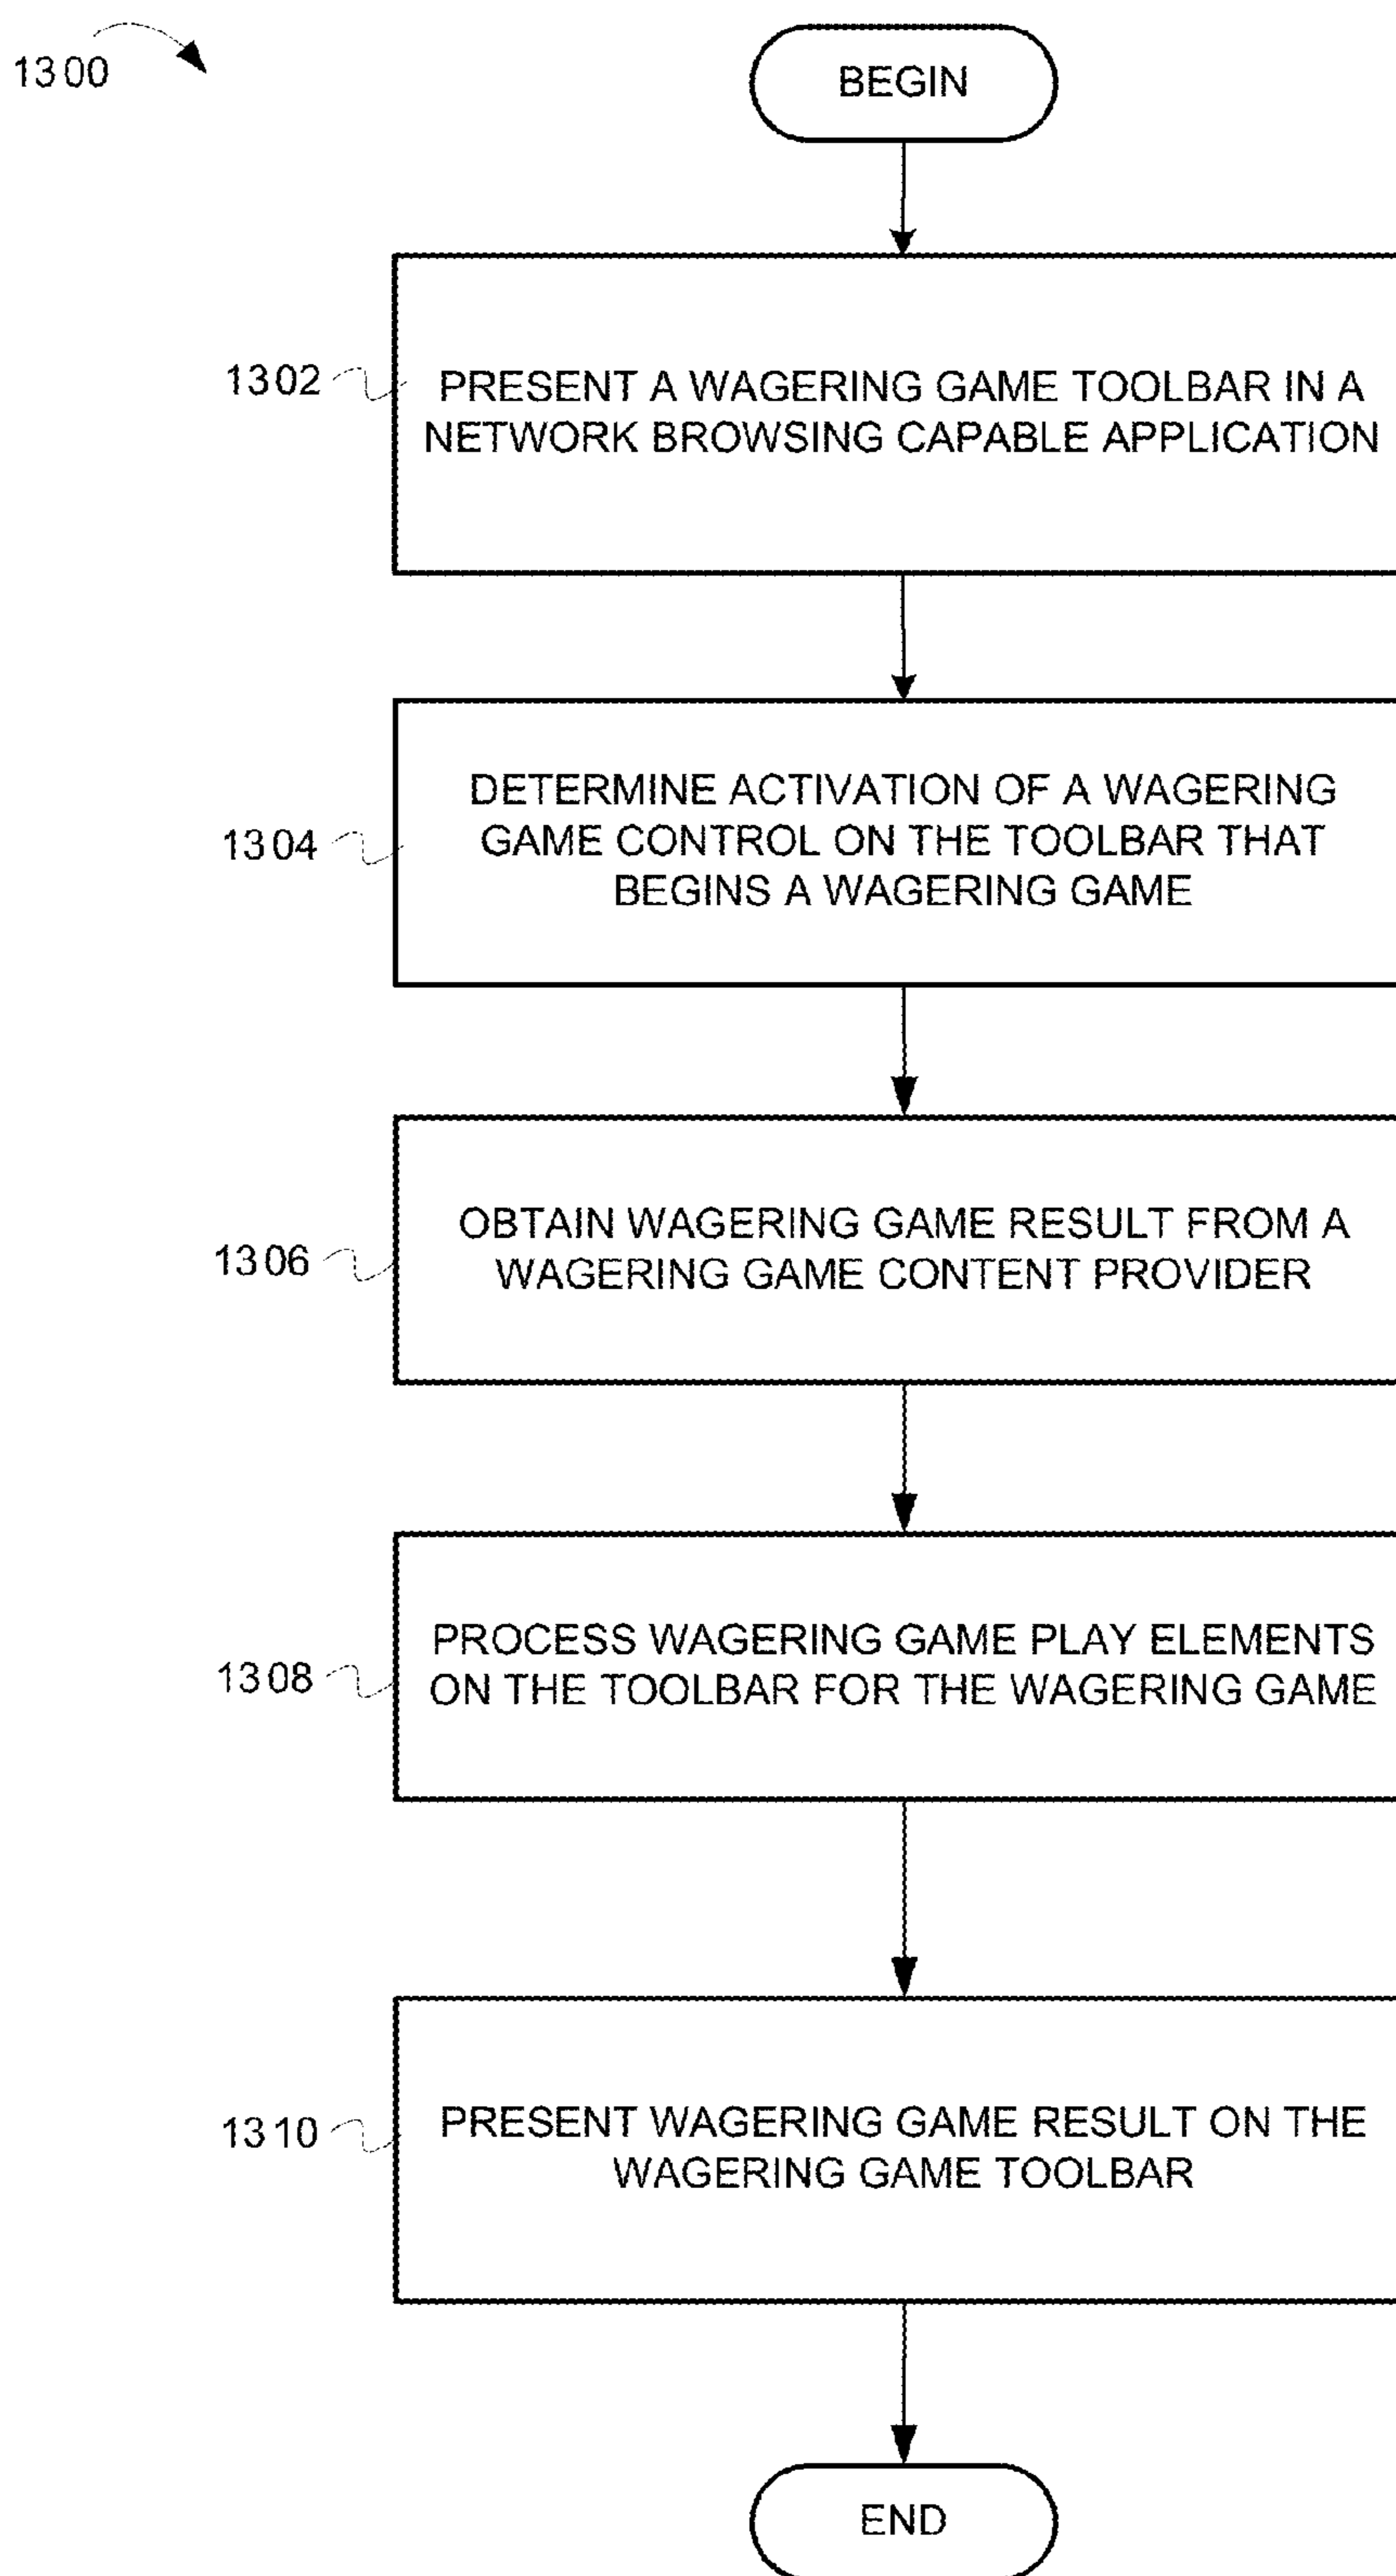 1300
BEGIN
1302
PRESENT A WAGERING GAME TOOLBAR IN A
NETWORK BROWSING CAPABLE APPLICATION
1304
DETERMINE ACTIVATION OF A WAGERING
GAME CONTROL ON THE TOOLBAR THAT
BEGINS A WAGERING GAME
1306
OBTAIN WAGERING GAME RESULT FROM A
WAGERING GAME CONTENT PROVIDER
1308
PROCESS WAGERING GAME PLAY ELEMENTS
ON THE TOOLBAR FOR THE WAGERING GAME
1310
PRESENT WAGERING GAME RESULT ON THE
WAGERING GAME TOOLBAR
END